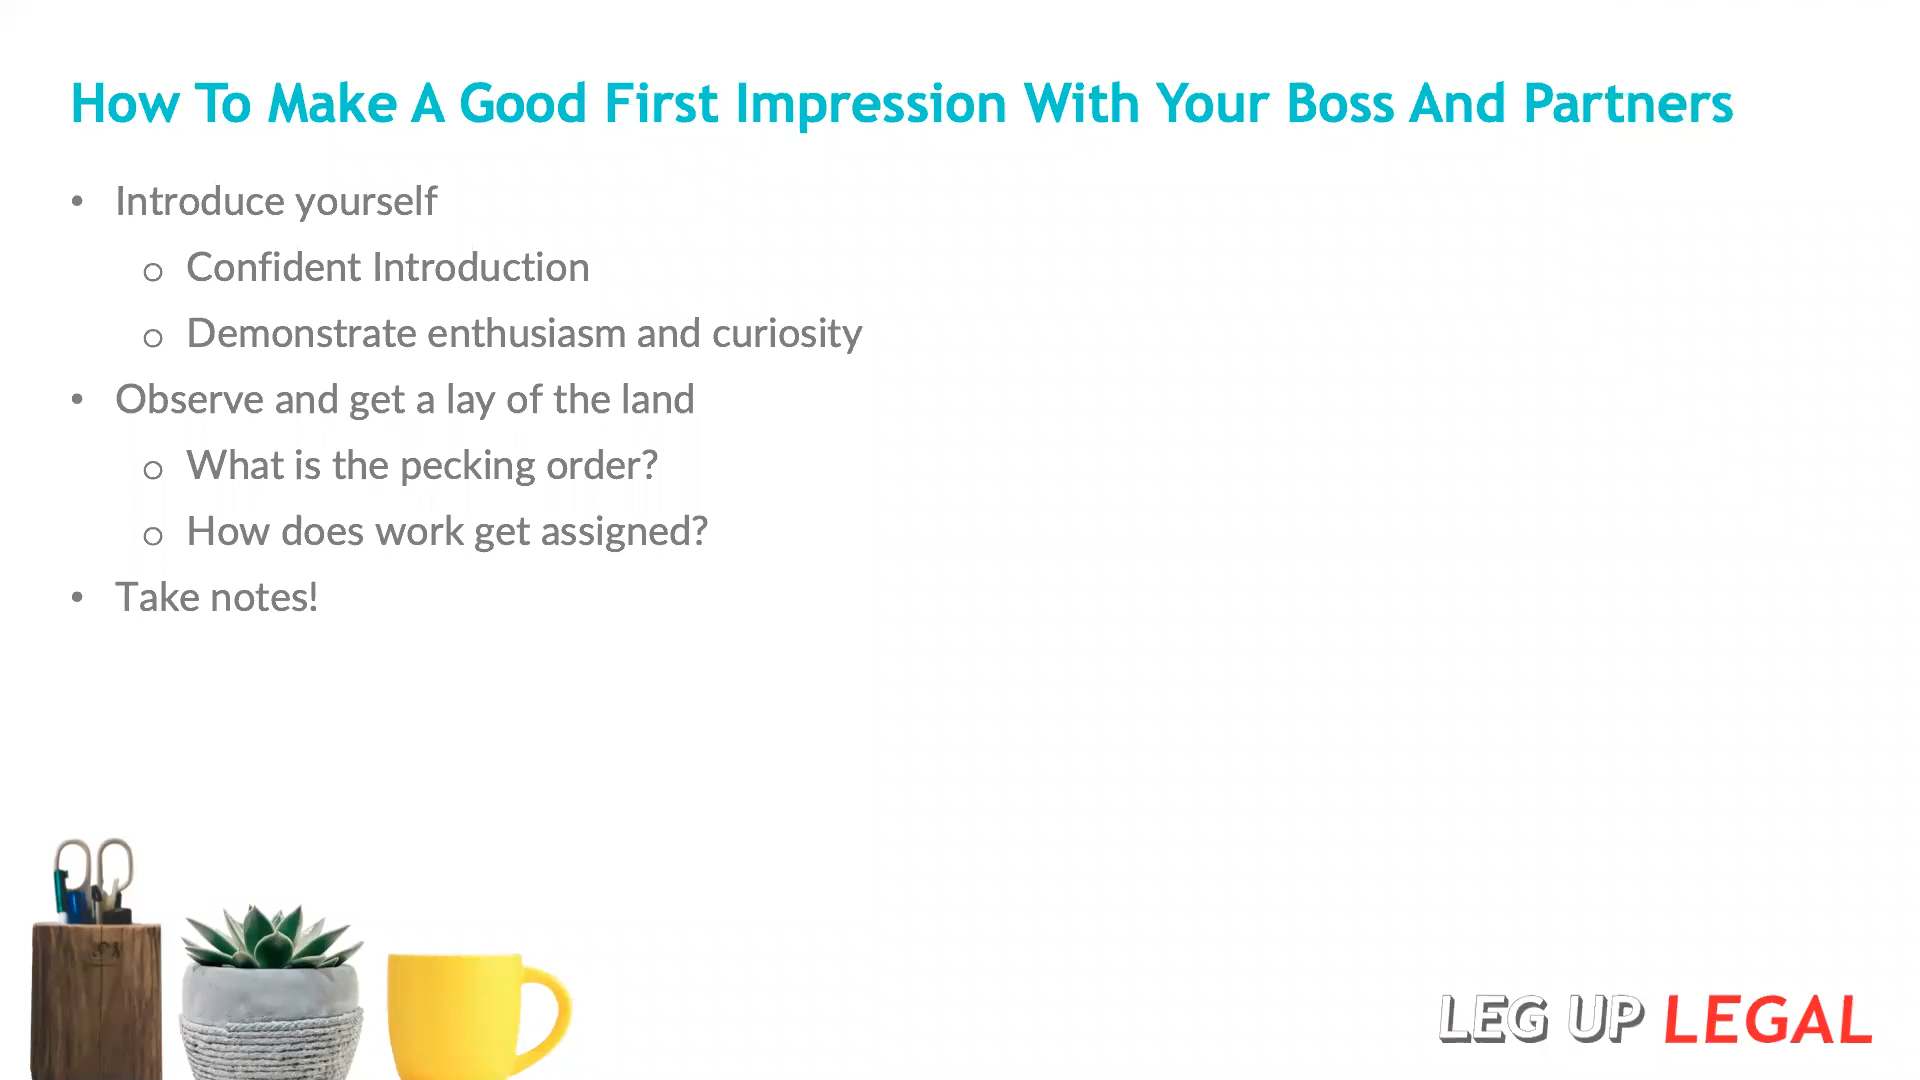 How To Make A Good First Impression With Your Boss And Partners
• Introduce yourself
o Confident Introduction
o Demonstrate enthusiasm and curiosity
• Observe and get a lay of the land
o What is the pecking order?
o How does work get assigned?
• Take notes!
LEG UP LEGAL